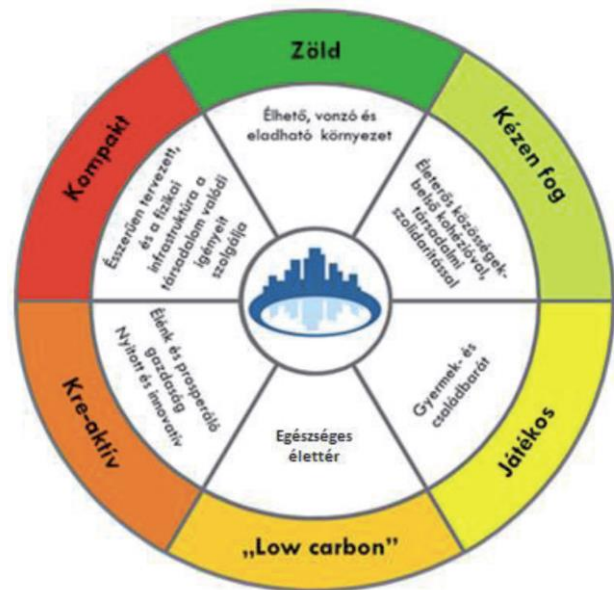 Zöld
Élhető, vonzó és
eladható környezet
Kézen fog
Életerős közösségek-
belső kohézióval,
társadalmi
szolidaritással
Játékos
Gyermek- és
családbarát
„Low carbon”
Egészséges
élettér
Kre-aktív
Élénk és prosperáló
gazdaság
Nyitott és innovatív
Kompakt
Ésszerűen tervezett,
és a fizikai
infrastruktúra a
társadalom valódi
igényeit
szolgálja